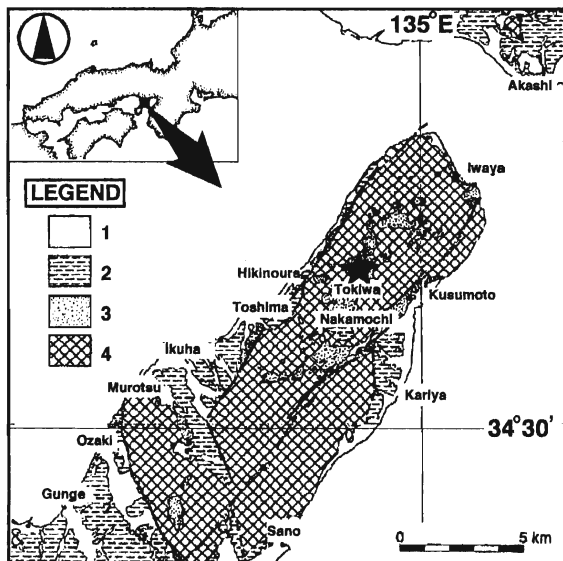 135°E
Akashi
Iwaya
LEGEND
1
2
3
4
Hikinoura
Tokiwa
Kusumoto
Toshima
Nakamochi
Ikuha
Murotsu
Kariya
Ozaki
34°30'
Gunge
Sano
0 5 km